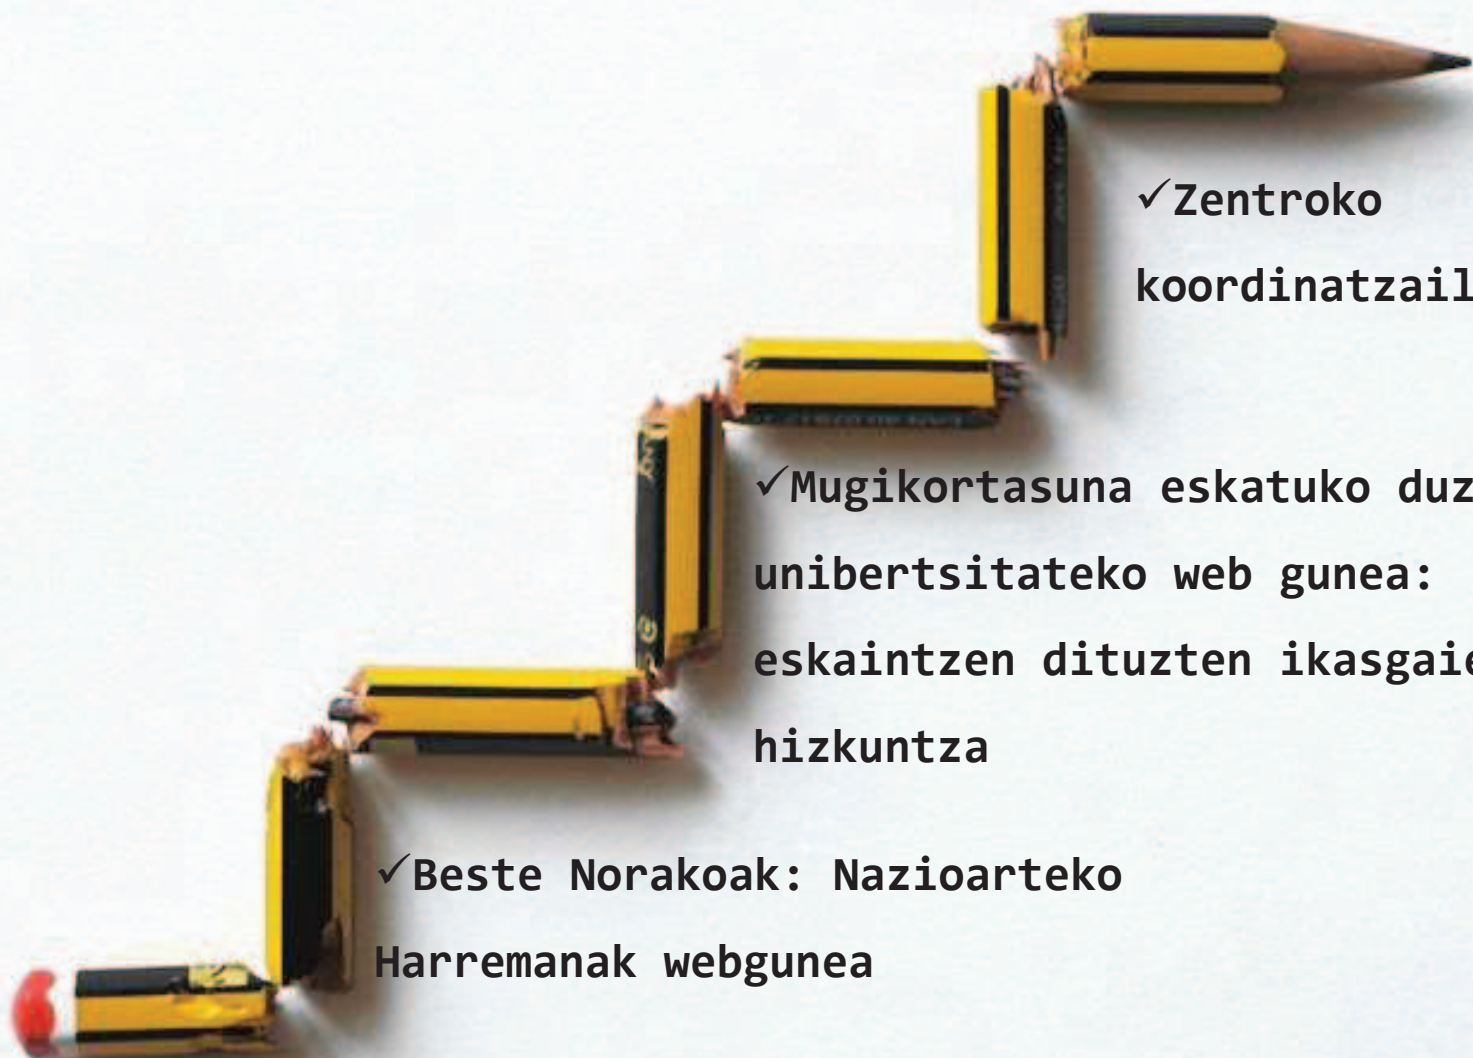 ✓Zentroko
koordinatzail
✓Mugikortasuna eskatuko duz
unibertsitateko web gunea:
eskaintzen dituzten ikasgaie
hizkuntza
✓Beste Norakoak: Nazioarteko
Harremanak webgunea